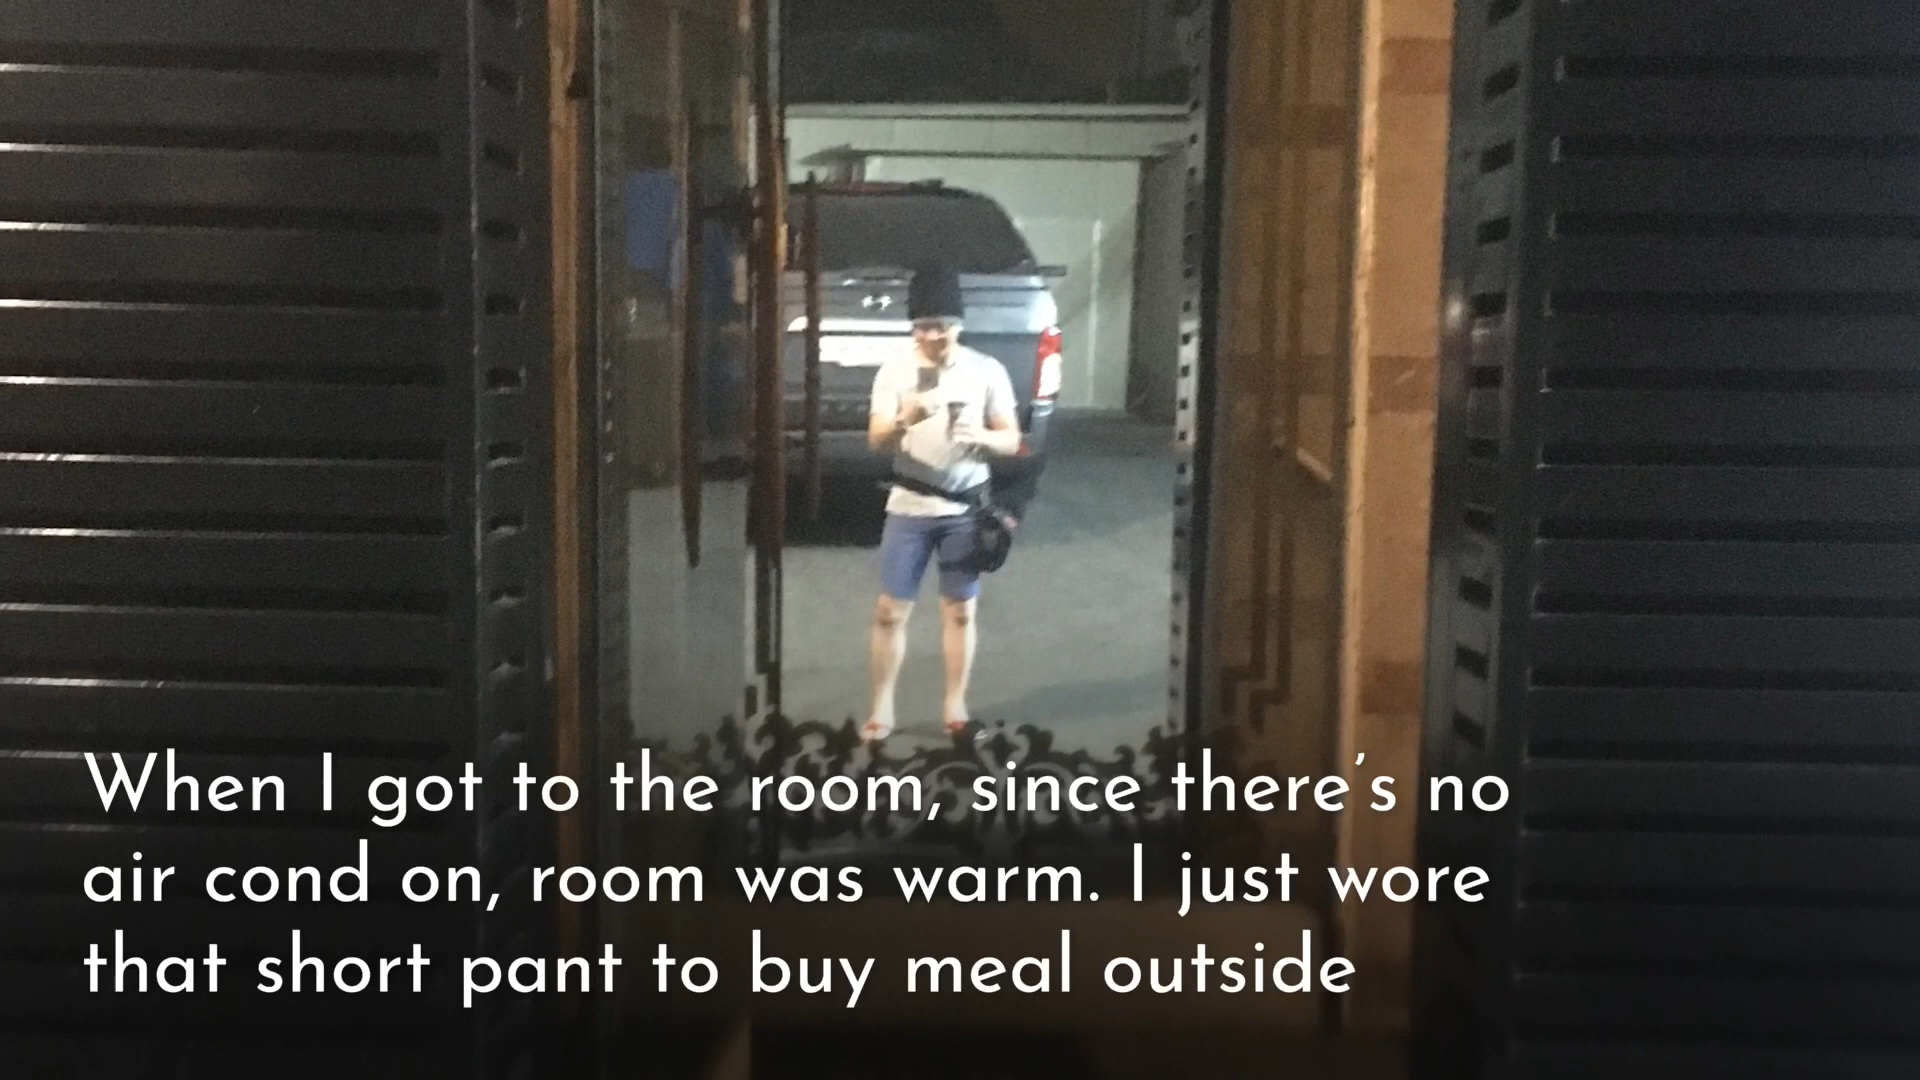 When I got to the room, since there's no
air cond on, room was warm. I just wore
that short pant to buy meal outside